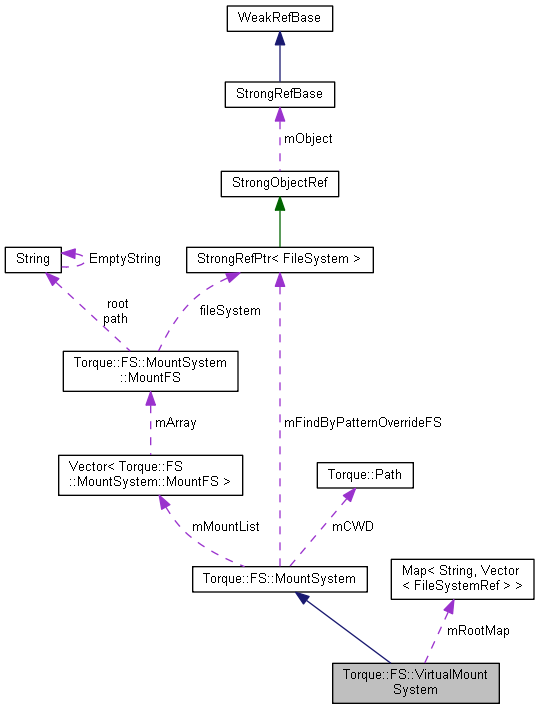 WeakRefBase
StrongRefBase
mObject
StrongObjectRef
String
EmptyString
StrongRefPtr< FileSystem >
root
path
fileSystem
Torque::FS::MountSystem
::MountFS
mArray
mFindByPatternOverrideFS
Vector< Torque::FS
::MountSystem::MountFS >
Torque::Path
mMountList
mCWD
Torque::FS::MountSystem
Map< String, Vector
< FileSystemRef > >
mRootMap
Torque::FS::VirtualMount
System